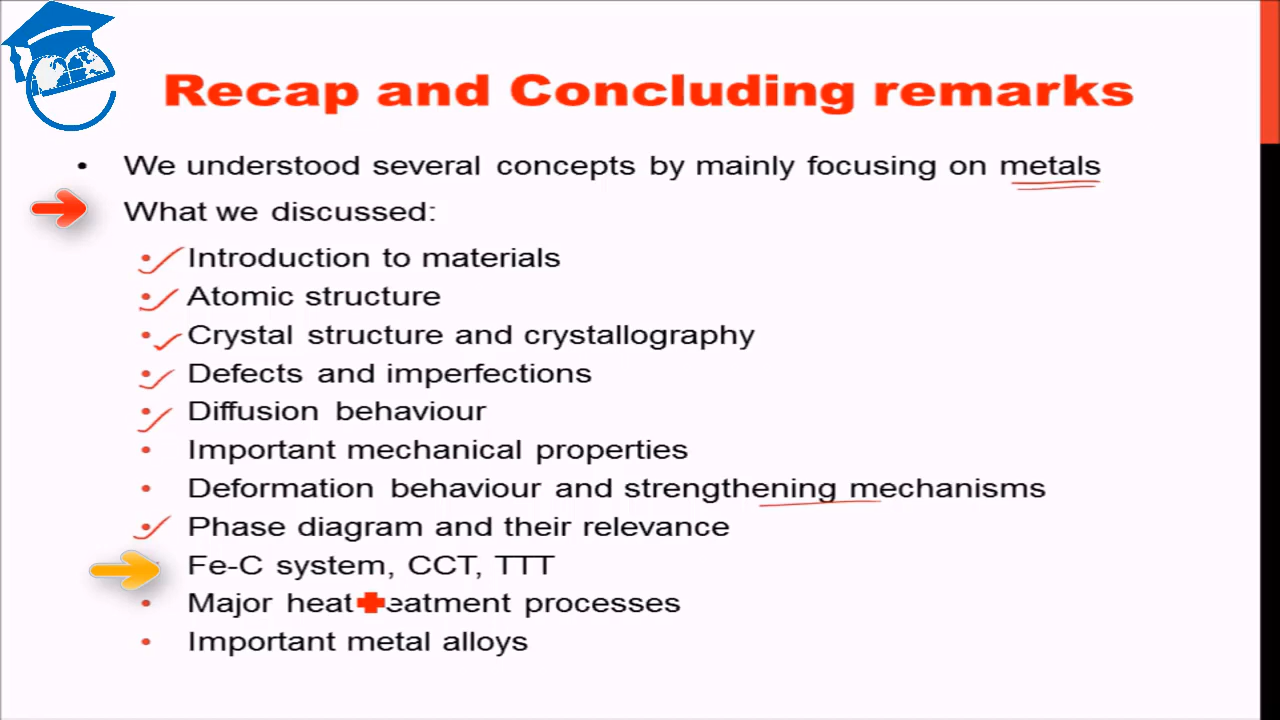 Recap and Concluding remarks
• We understood several concepts by mainly focusing on metals
What we discussed:
• Introduction to materials
• Atomic structure
• Crystal structure and crystallography
• Defects and imperfections
• Diffusion behaviour
• Important mechanical properties
• Deformation behaviour and strengthening mechanisms
• Phase diagram and their relevance
Fe-C system, CCT, TTT
• Major heat treatment processes
• Important metal alloys